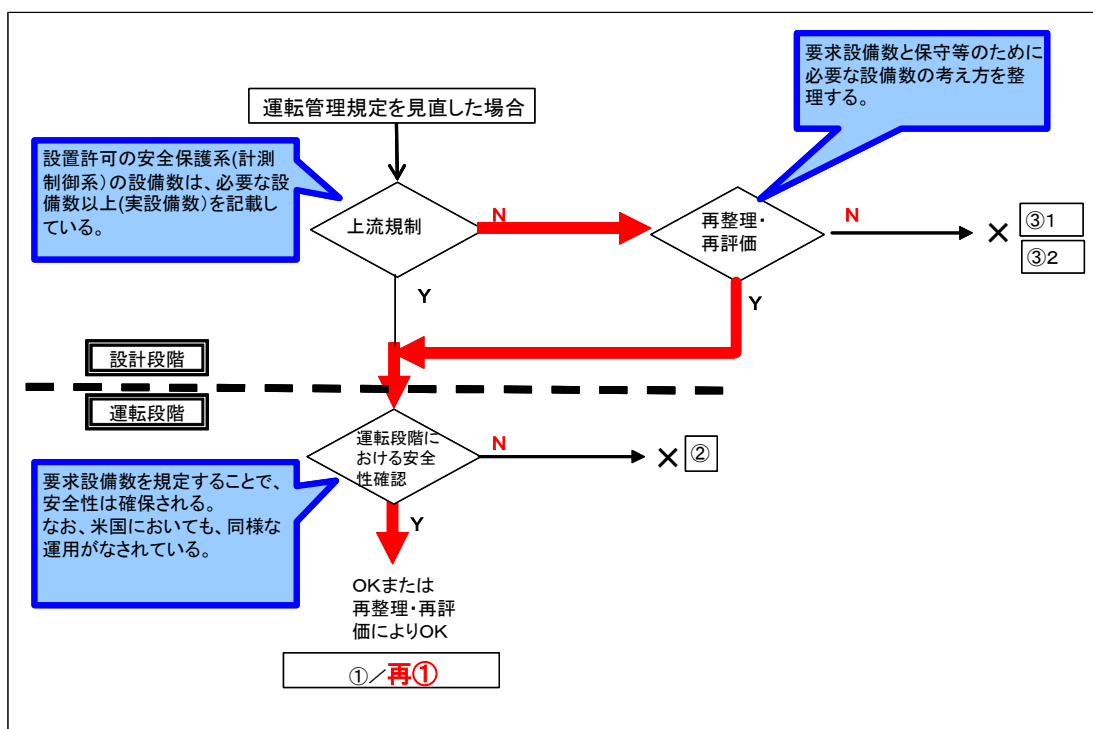 要求設備数と保守等のために
必要な設備数の考え方を整
理する。
運転管理規定を見直した場合
設置許可の安全保護系(計測
制御系)の設備数は、必要な設
備数以上(実設備数)を記載し
ている。
上流規制
N
再整理・
再評価
N
×
③1
③2
Y
Y
設計段階
運転段階
運転段階に
おける安全
性確認
N
×
②
要求設備数を規定することで、
安全性は確保される。
なお、米国においても、同様な
運用がなされている。
Y
OKまたは
再整理・再評
価によりOK
①/再①